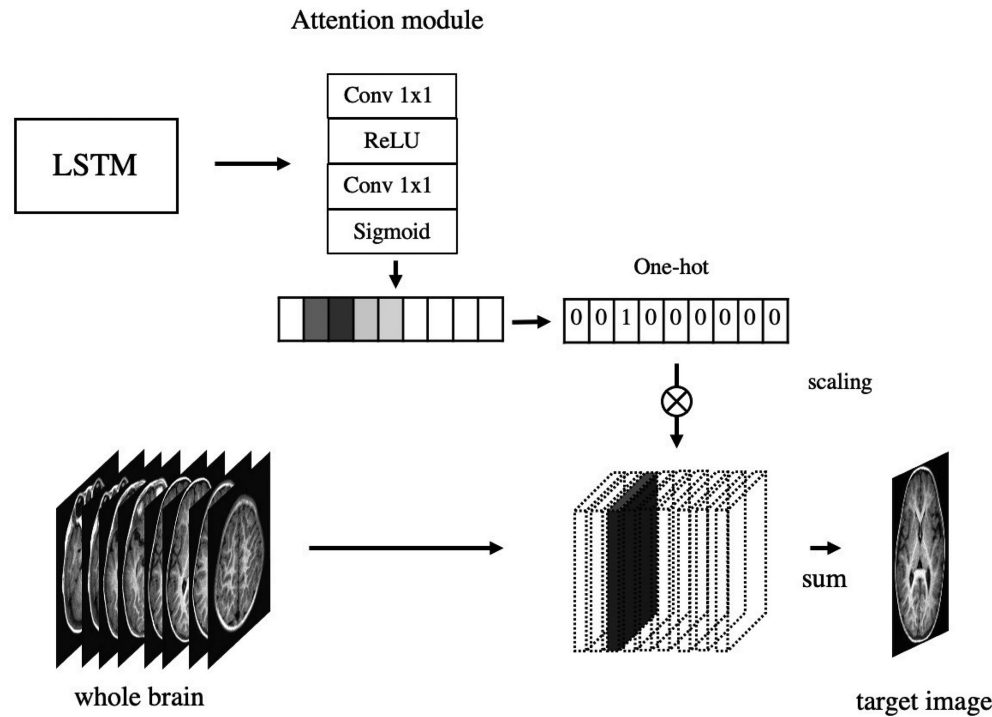 Attention module
Conv 1x1
LSTM
ReLU
Conv 1x1
Sigmoid
One-hot
0 0 1 0 0 0 0 0 0
scaling
sum
whole brain
target image